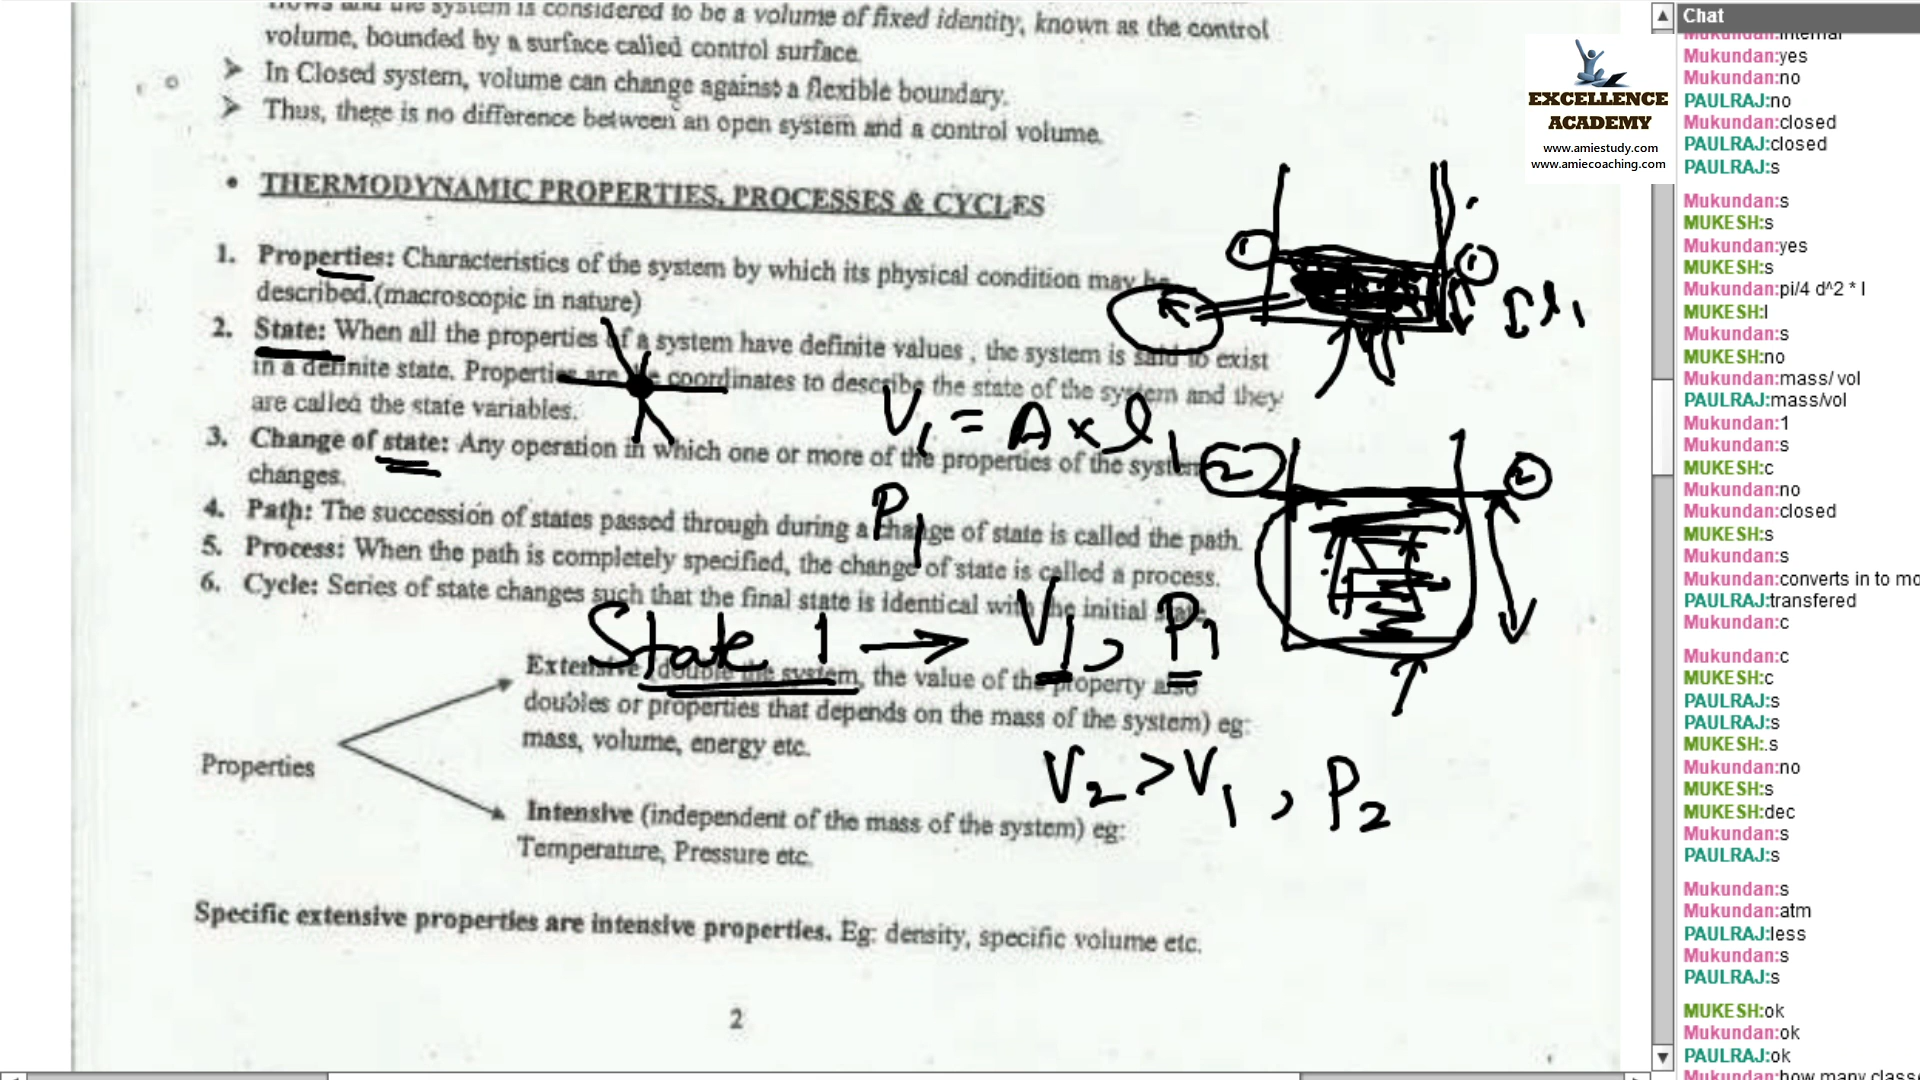 flows and the system is considered to be a volume of fixed identity, known as the control
volume, bounded by a surface called control surface.
➢ In Closed system, volume can change against a flexible boundary.
➢ Thus, there is no difference between an open system and a control volume.
• THERMODYNAMIC PROPERTIES, PROCESSES & CYCLES
1. Properties: Characteristics of the system by which its physical condition may be
described.(macroscopic in nature)
2. State: When all the properties of a system have definite values , the system is said to exist
in a definite state. Properties are the coordinates to describe the state of the system and they
are called the state variables.
3. Change of state: Any operation in which one or more of the properties of the system
changes.
4. Path: The succession of states passed through during a change of state is called the path.
5. Process: When the path is completely specified, the change of state is called a process.
6. Cycle: Series of state changes such that the final state is identical with the initial state.
Extensive (double the system, the value of the property also
doubles or properties that depends on the mass of the system) eg:
mass, volume, energy etc.
Properties
Intensive (independent of the mass of the system) eg:
Temperature, Pressure etc.
Specific extensive properties are intensive properties. Eg: density, specific volume etc.
2
1 1
l1
V1 = A x l1
2 2
P1
State 1 → V1, P1
V2 > V1, P2
EXCELLENCE
ACADEMY
www.amiestudy.com
www.amiecoaching.com
Chat
Mukundan:internal
Mukundan:yes
Mukundan:no
PAULRAJ:no
Mukundan:closed
PAULRAJ:closed
PAULRAJ:s
Mukundan:s
MUKESH:s
Mukundan:yes
MUKESH:s
Mukundan:pi/4 d^2 * l
MUKESH:l
Mukundan:s
MUKESH:no
Mukundan:mass/ vol
PAULRAJ:mass/vol
Mukundan:1
Mukundan:s
MUKESH:c
Mukundan:no
Mukundan:closed
MUKESH:s
Mukundan:s
Mukundan:converts in to mo
PAULRAJ:transfered
Mukundan:c
Mukundan:c
MUKESH:c
PAULRAJ:s
PAULRAJ:s
MUKESH:.s
Mukundan:no
MUKESH:s
MUKESH:dec
Mukundan:s
PAULRAJ:s
Mukundan:s
Mukundan:atm
PAULRAJ:less
Mukundan:s
PAULRAJ:s
MUKESH:ok
Mukundan:ok
PAULRAJ:ok
Mukundan:how many class